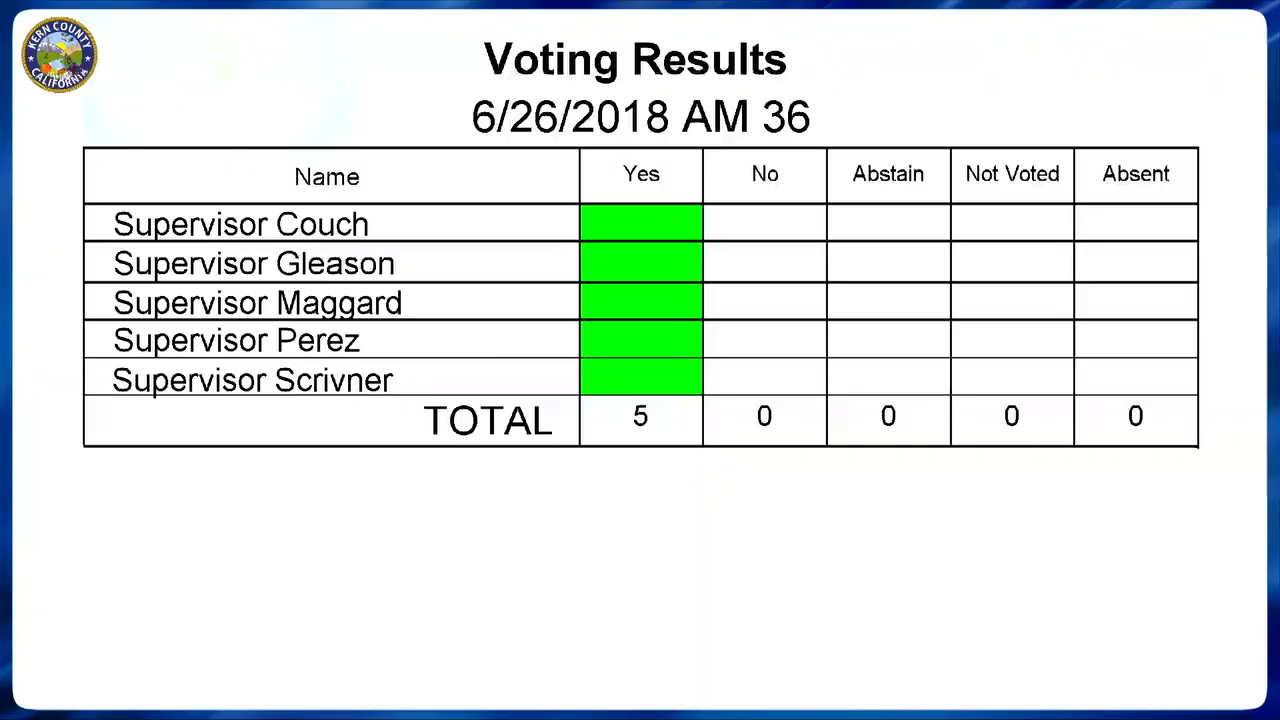 KERN COUNTY
CALIFORNIA
Voting Results
6/26/2018 AM 36
Name Yes No Abstain Not Voted Absent
Supervisor Couch
Supervisor Gleason
Supervisor Maggard
Supervisor Perez
Supervisor Scrivner
TOTAL 5 0 0 0 0